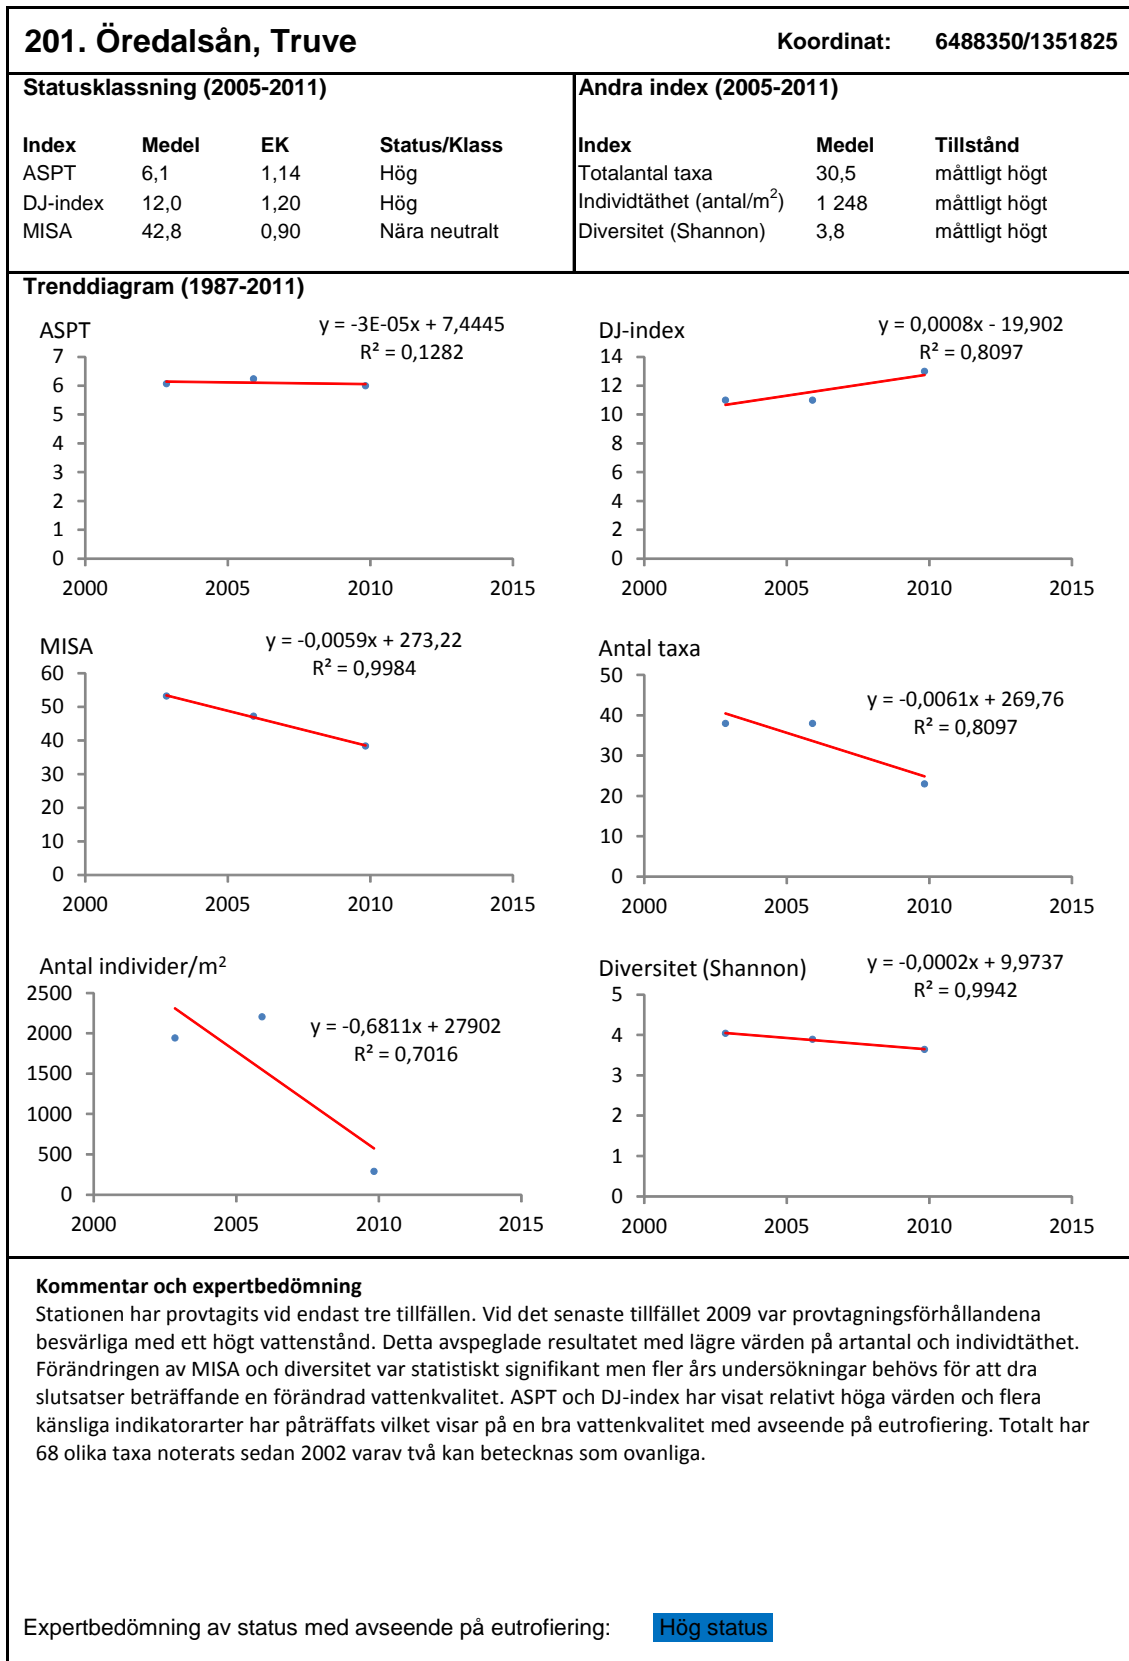 201. Öredalsån, Truve Koordinat: 6488350/1351825
Statusklassning (2005-2011) Andra index (2005-2011)
Index Medel EK Status/Klass Index Medel Tillstånd
ASPT 6,1 1,14 Hög Totalantal taxa 30,5 måttligt högt
DJ-index 12,0 1,20 Hög Individtäthet (antal/m²) 1 248 måttligt högt
MISA 42,8 0,90 Nära neutralt Diversitet (Shannon) 3,8 måttligt högt
Trenddiagram (1987-2011)
ASPT
y = -3E-05x + 7,4445
R² = 0,1282
7
6
5
4
3
2
1
0
2000 2005 2010 2015
DJ-index
y = 0,0008x - 19,902
R² = 0,8097
14
12
10
8
6
4
2
0
2000 2005 2010 2015
MISA
y = -0,0059x + 273,22
R² = 0,9984
60
50
40
30
20
10
0
2000 2005 2010 2015
Antal taxa
y = -0,0061x + 269,76
R² = 0,8097
50
40
30
20
10
0
2000 2005 2010 2015
Antal individer/m²
y = -0,6811x + 27902
R² = 0,7016
2500
2000
1500
1000
500
0
2000 2005 2010 2015
Diversitet (Shannon)
y = -0,0002x + 9,9737
R² = 0,9942
5
4
3
2
1
0
2000 2005 2010 2015
Kommentar och expertbedömning
Stationen har provtagits vid endast tre tillfällen. Vid det senaste tillfället 2009 var provtagningsförhållandena
besvärliga med ett högt vattenstånd. Detta avspeglade resultatet med lägre värden på artantal och individtäthet.
Förändringen av MISA och diversitet var statistiskt signifikant men fler års undersökningar behövs för att dra
slutsatser beträffande en förändrad vattenkvalitet. ASPT och DJ-index har visat relativt höga värden och flera
känsliga indikatorarter har påträffats vilket visar på en bra vattenkvalitet med avseende på eutrofiering. Totalt har
68 olika taxa noterats sedan 2002 varav två kan betecknas som ovanliga.
Expertbedömning av status med avseende på eutrofiering: Hög status